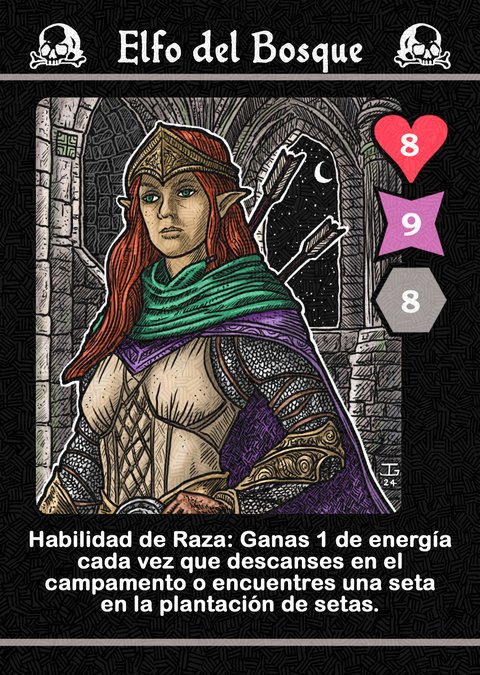 Elfo del Bosque
8
9
8
JG
24
Habilidad de Raza: Ganas 1 de energía
cada vez que descanses en el
campamento o encuentres una seta
en la plantación de setas.